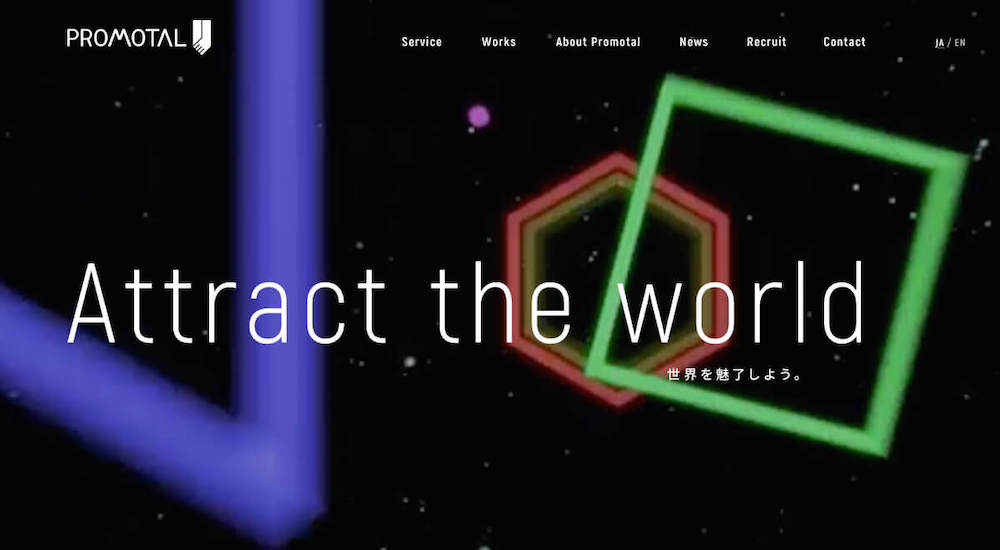 PROMOTAL
Service Works About Promotal News Recruit Contact JA / EN
Attract the world
世界を魅了しよう。